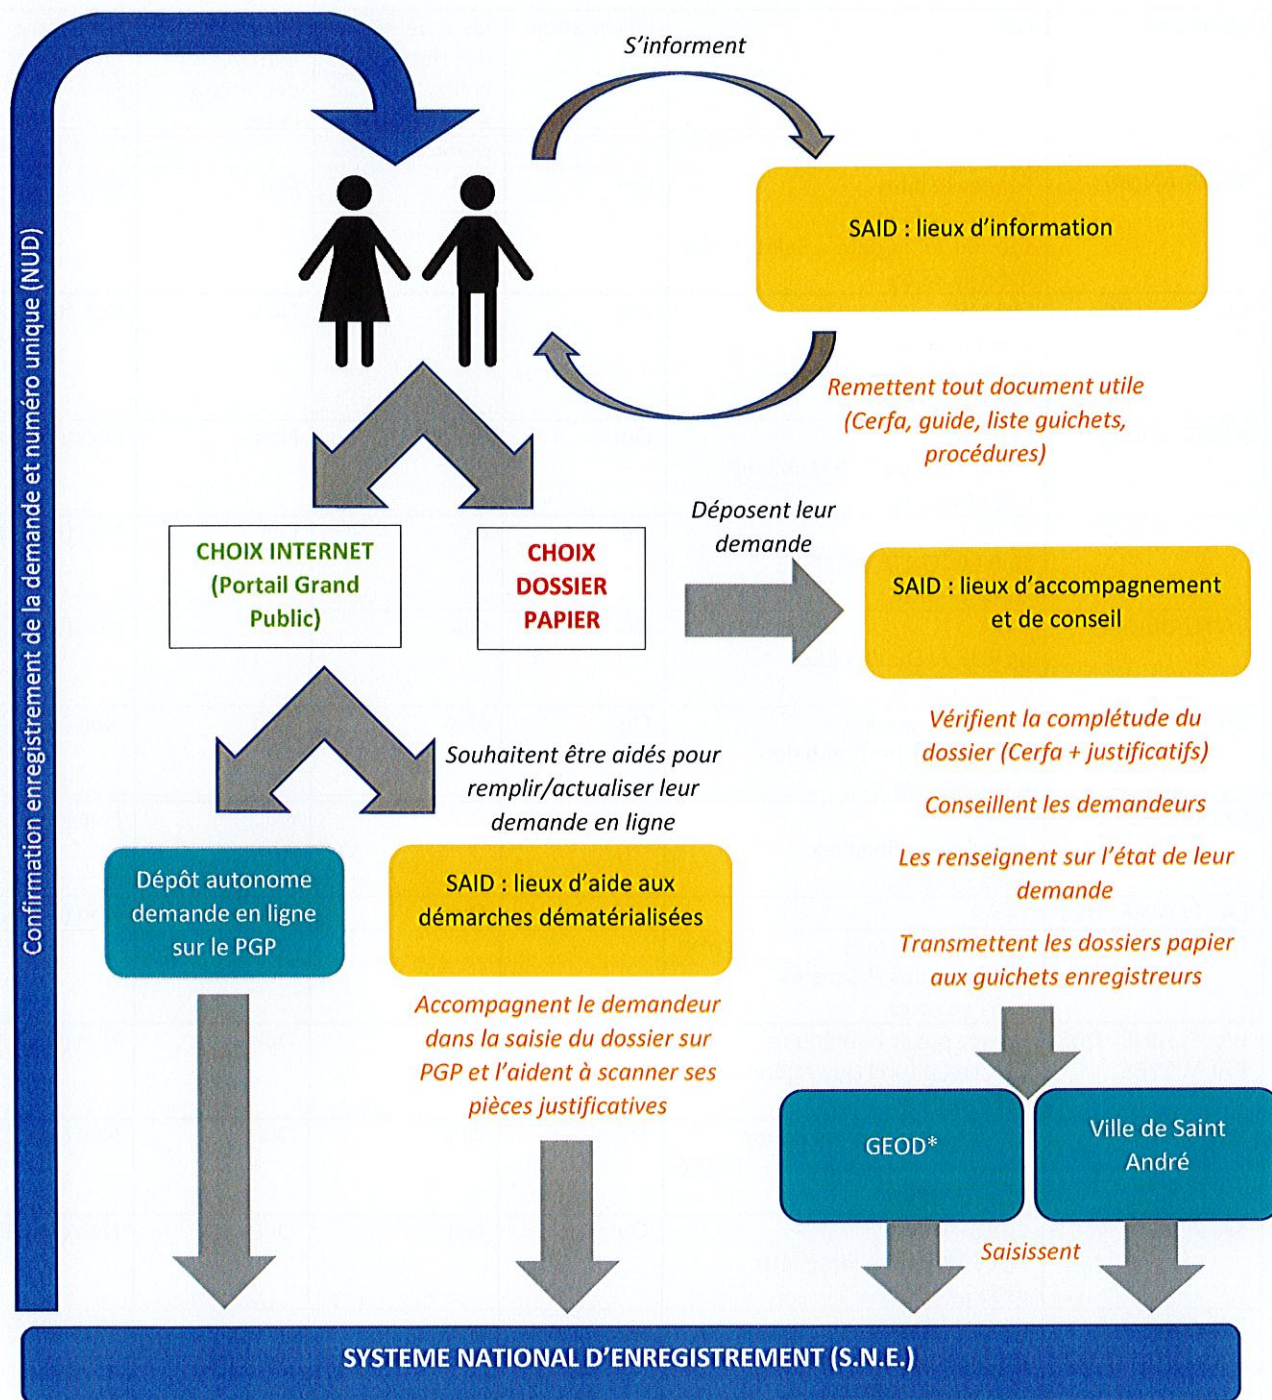 S'informent
SAID : lieux d'information
Remettent tout document utile
(Cerfa, guide, liste guichets,
procédures)
Confirmation enregistrement de la demande et numéro unique (NUD)
CHOIX INTERNET
(Portail Grand
Public)
CHOIX
DOSSIER
PAPIER
Déposent leur
demande
SAID : lieux d'accompagnement
et de conseil
Vérifient la complétude du
dossier (Cerfa + justificatifs)
Conseillent les demandeurs
Les renseignent sur l'état de leur
demande
Transmettent les dossiers papier
aux guichets enregistreurs
Souhaitent être aidés pour
remplir/actualiser leur
demande en ligne
Dépôt autonome
demande en ligne
sur le PGP
SAID : lieux d'aide aux
démarches dématérialisées
Accompagnent le demandeur
dans la saisie du dossier sur
PGP et l'aident à scanner ses
pièces justificatives
GEOD*
Ville de Saint
André
Saisissent
SYSTEME NATIONAL D'ENREGISTREMENT (S.N.E.)